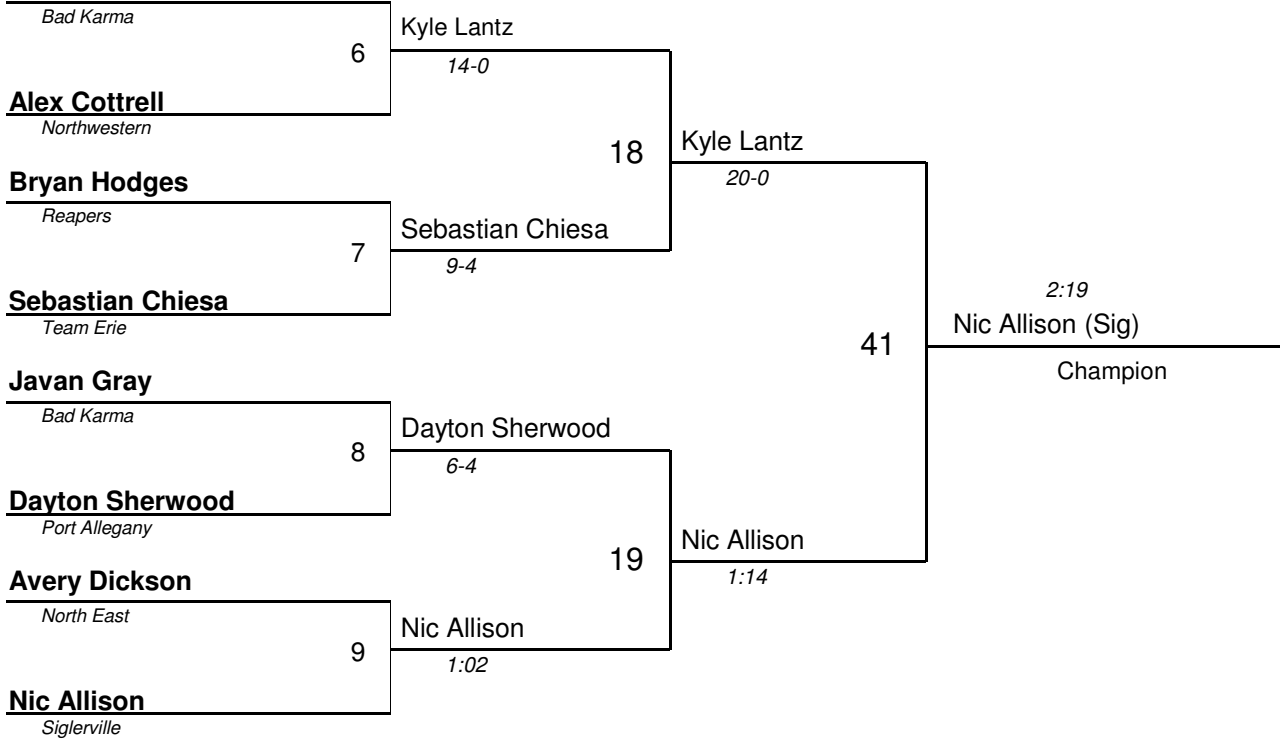 Bad Karma
Kyle Lantz
6
14-0
Alex Cottrell
Northwestern
18
Kyle Lantz
20-0
Bryan Hodges
Reapers
Sebastian Chiesa
7
9-4
Sebastian Chiesa
Team Erie
2:19
Nic Allison (Sig)
41
Champion
Javan Gray
Bad Karma
Dayton Sherwood
8
6-4
Dayton Sherwood
Port Allegany
19
Nic Allison
1:14
Avery Dickson
North East
Nic Allison
9
1:02
Nic Allison
Siglerville